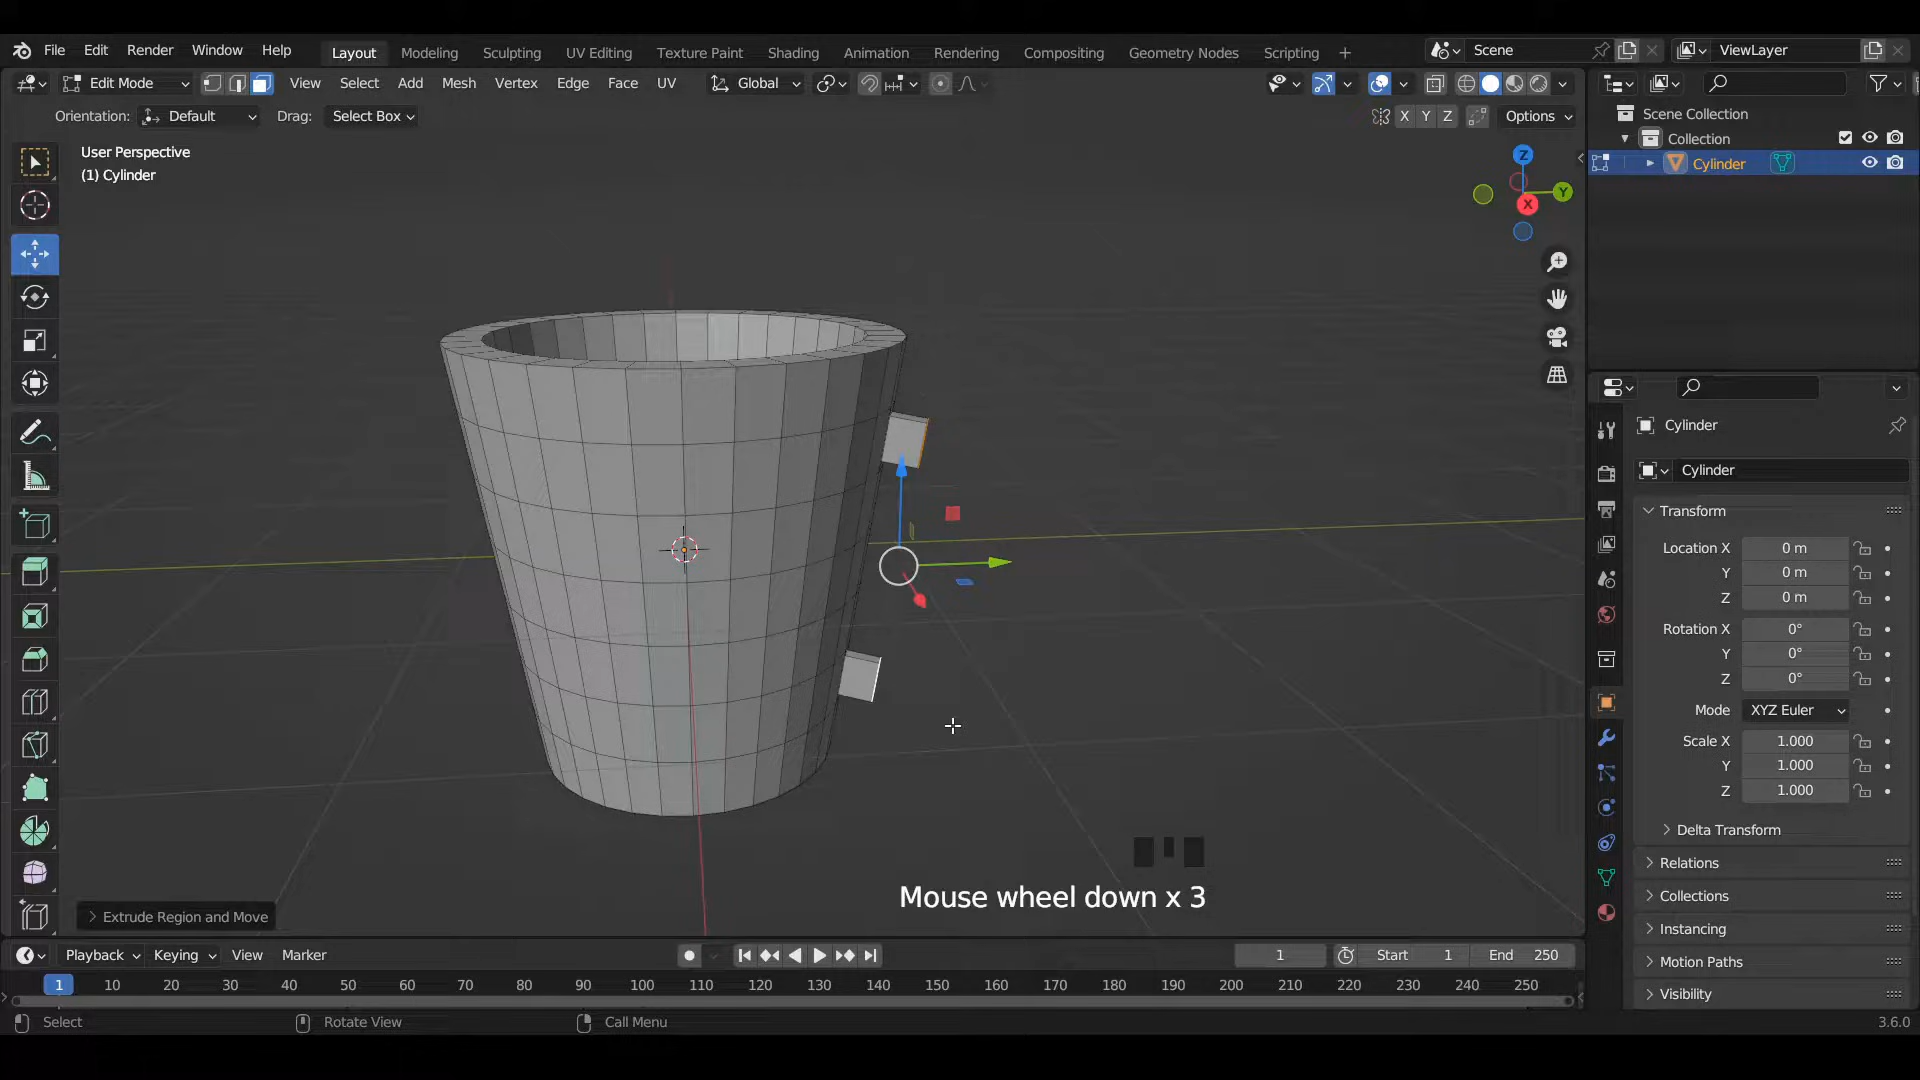 File Edit Render Window Help Layout Modeling Sculpting UV Editing Texture Paint Shading Animation Rendering Compositing Geometry Nodes Scripting + Scene ViewLayer
Edit Mode View Select Add Mesh Vertex Edge Face UV Global
Orientation: Default Drag: Select Box X Y Z Options
Scene Collection
Collection
Cylinder
User Perspective
(1) Cylinder
Z
Y
X
Cylinder
Cylinder
Transform
Location X 0 m
Y 0 m
Z 0 m
Rotation X 0°
Y 0°
Z 0°
Mode XYZ Euler
Scale X 1.000
Y 1.000
Z 1.000
Delta Transform
Relations
Collections
Instancing
Motion Paths
Visibility
Mouse wheel down x 3
Extrude Region and Move
Playback Keying View Marker 1 Start 1 End 250
1 10 20 30 40 50 60 70 80 90 100 110 120 130 140 150 160 170 180 190 200 210 220 230 240 250
Select Rotate View Call Menu 3.6.0